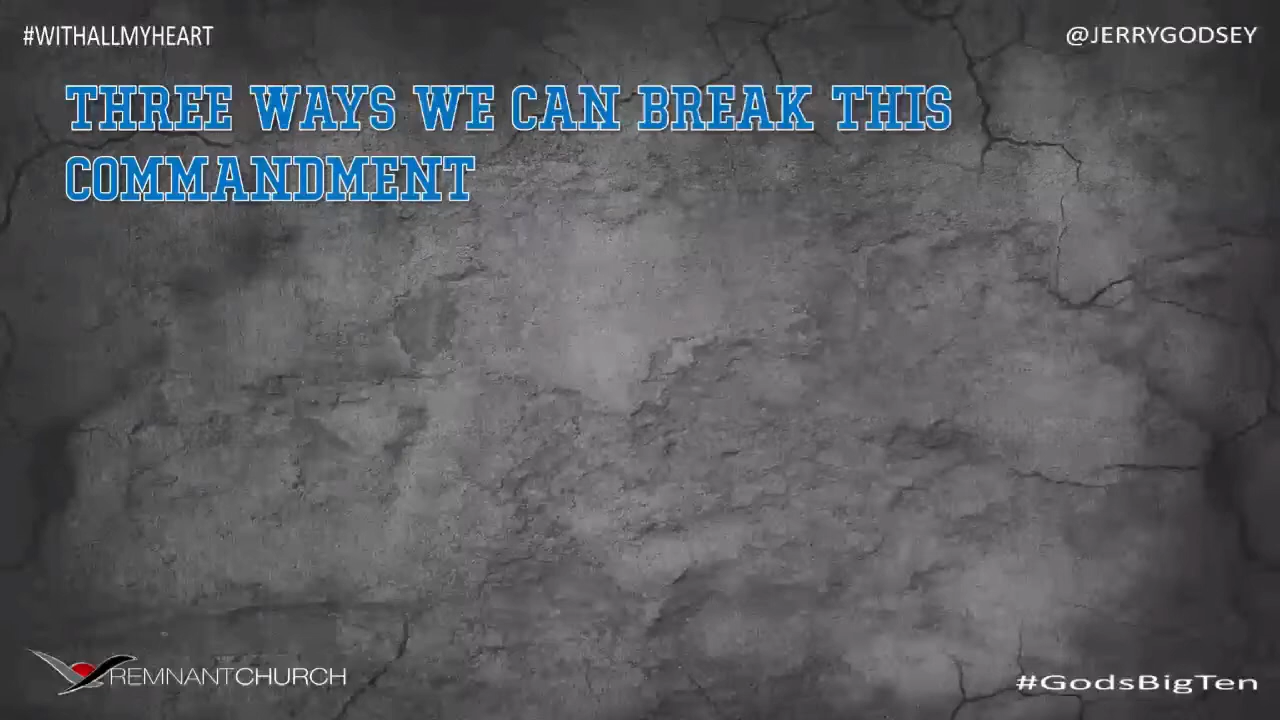 #WITHALLMYHEART
@JERRYGODSEY
THREE WAYS WE CAN BREAK THIS
COMMANDMENT
REMNANTCHURCH
#GodsBigTen